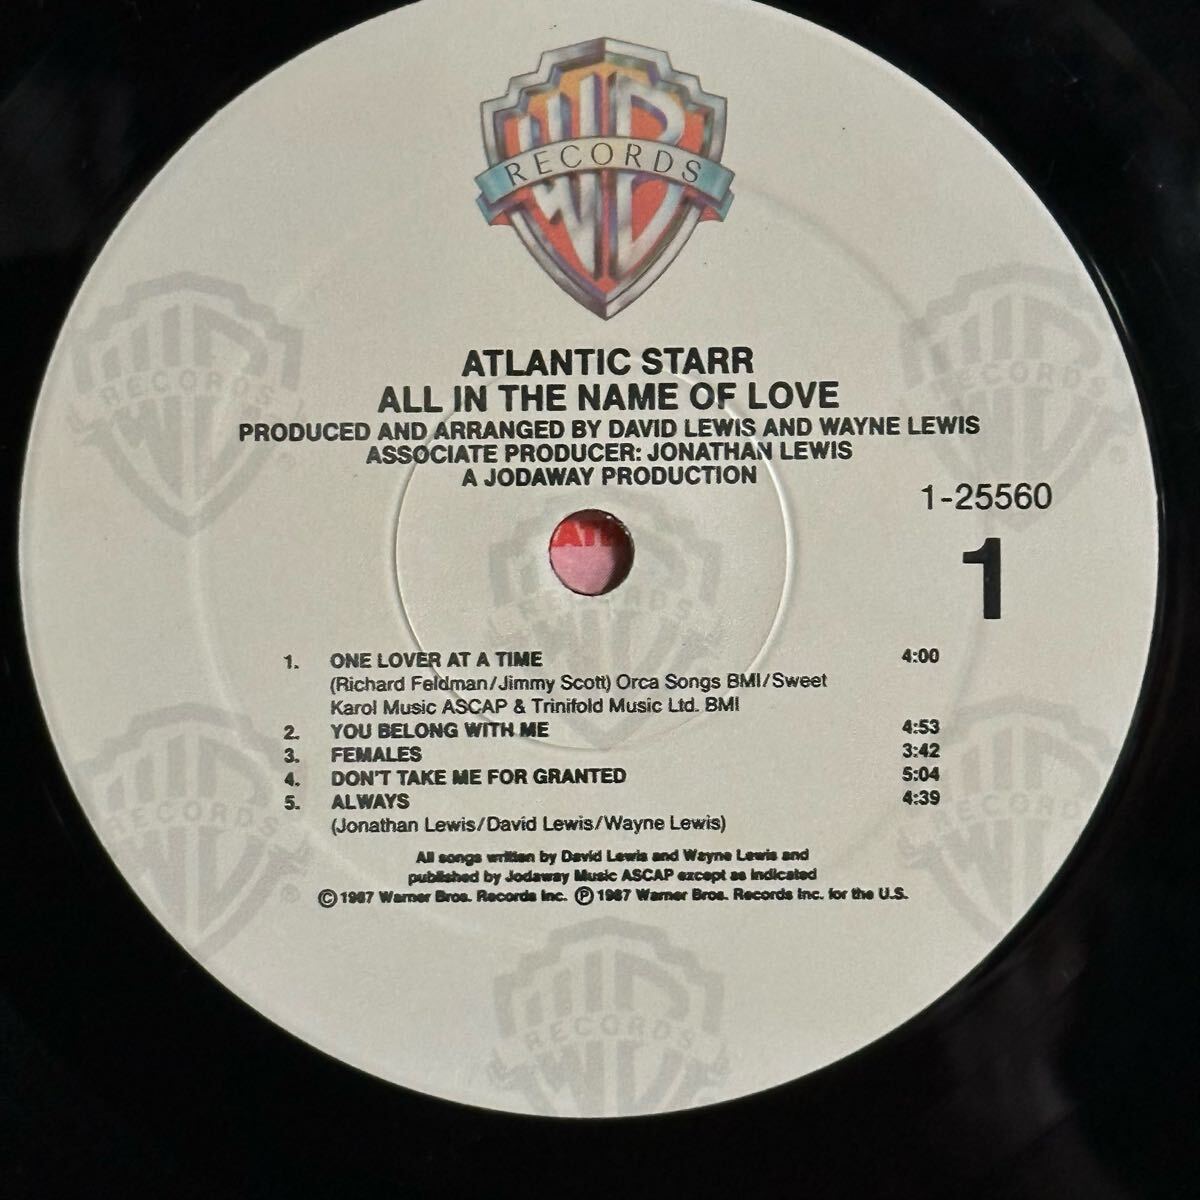 WB
RECORDS
ATLANTIC STARR
ALL IN THE NAME OF LOVE
PRODUCED AND ARRANGED BY DAVID LEWIS AND WAYNE LEWIS
ASSOCIATE PRODUCER: JONATHAN LEWIS
A JODAWAY PRODUCTION
1-25560
1
1. ONE LOVER AT A TIME 4:00
(Richard Feldman/Jimmy Scott) Orca Songs BMI/Sweet
Karol Music ASCAP & Trinifold Music Ltd. BMI
2. YOU BELONG WITH ME 4:53
3. FEMALES 3:42
4. DON'T TAKE ME FOR GRANTED 5:04
5. ALWAYS 4:39
(Jonathan Lewis/David Lewis/Wayne Lewis)
All songs written by David Lewis and Wayne Lewis and
published by Jodaway Music ASCAP except as indicated
© 1987 Warner Bros. Records Inc. ℗ 1987 Warner Bros. Records Inc. for the U.S.